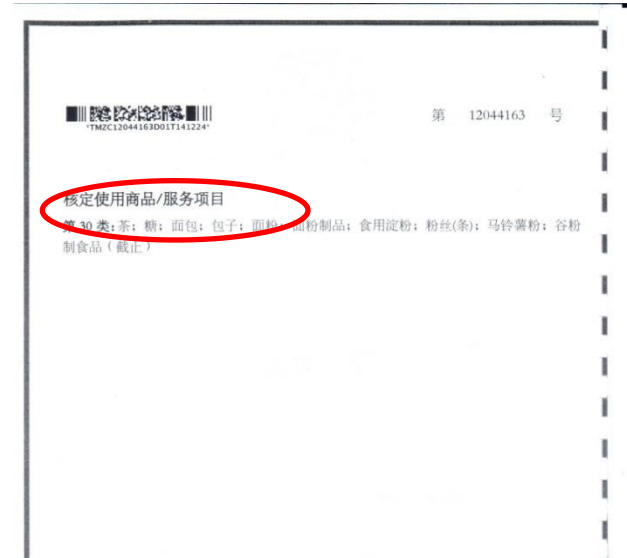 *TMZC12044163D01T141224*
第 12044163 号
核定使用商品/服务项目
第 30 类:茶；糖；面包；包子；面粉；面粉制品；食用淀粉；粉丝(条)；马铃薯粉；谷粉
制食品（截止）